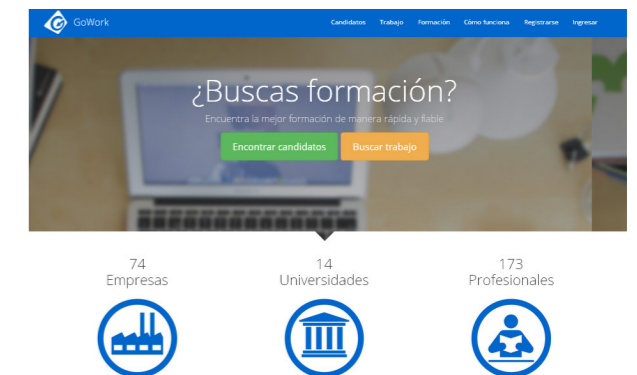 GoWork
Candidatos Trabajo Formación Cómo funciona Registrarse Ingresar
¿Buscas formación?
Encuentra la mejor formación de manera rápida y fiable
Encontrar candidatos Buscar trabajo
74 14 173
Empresas Universidades Profesionales